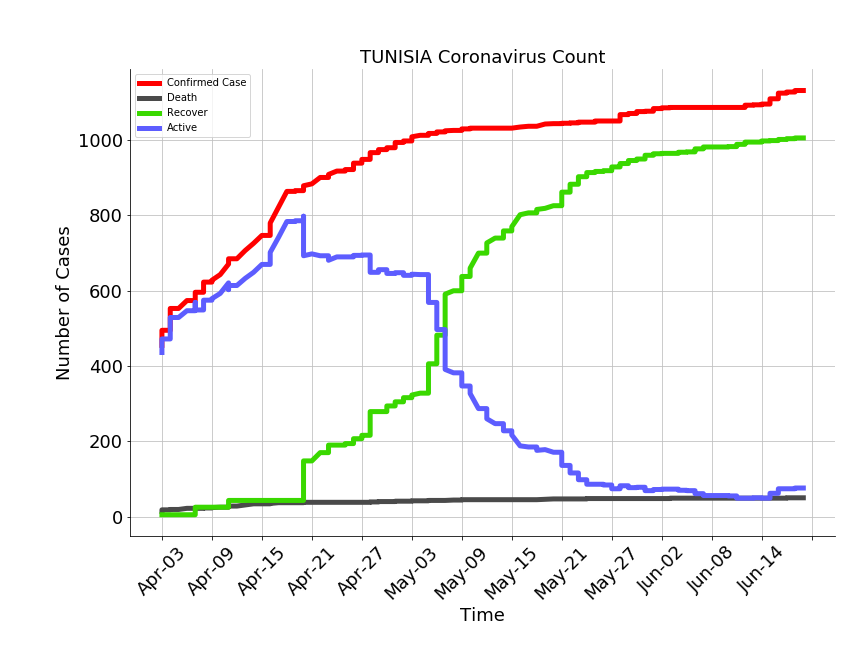 TUNISIA Coronavirus Count
Confirmed Case
Death
Recover
Active
Number of Cases
1000
800
600
400
200
0
Apr-03
Apr-09
Apr-15
Apr-21
Apr-27
May-03
May-09
May-15
May-21
May-27
Jun-02
Jun-08
Jun-14
Time